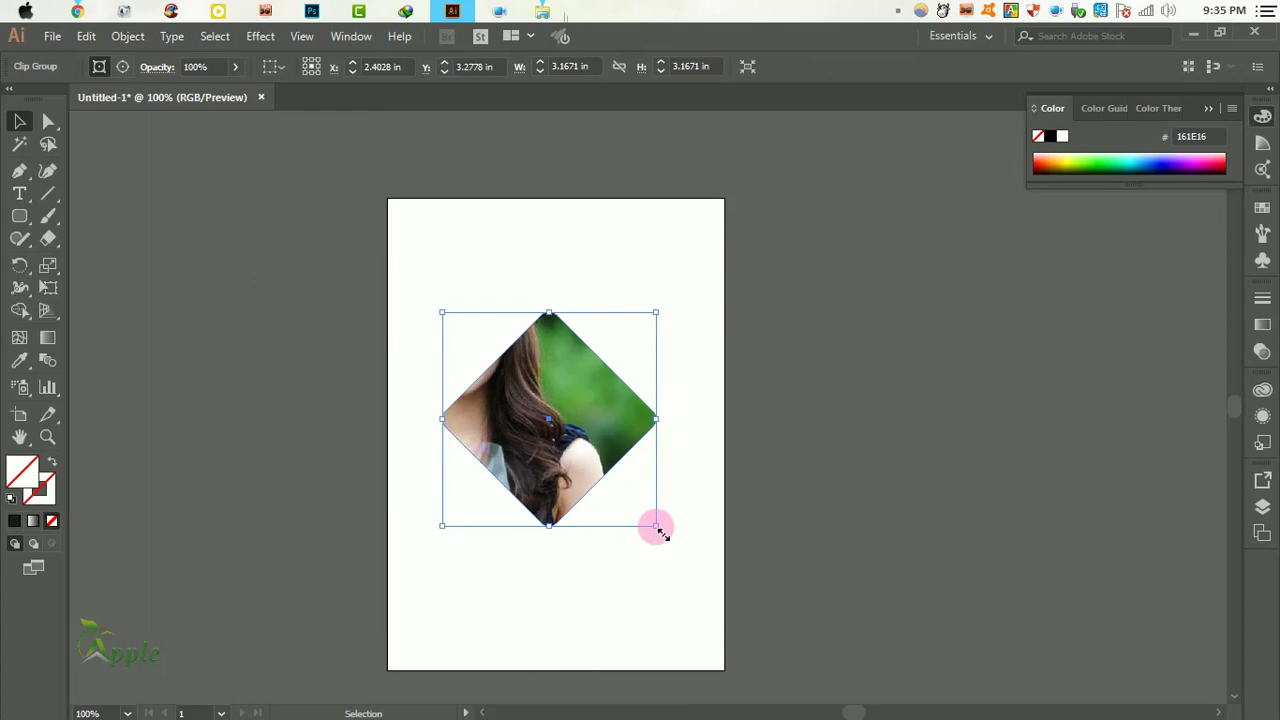 9:35 PM
Ai File Edit Object Type Select Effect View Window Help Br St Essentials Search Adobe Stock
Clip Group Opacity: 100% X: 2.4028 in Y: 3.2778 in W: 3.1671 in H: 3.1671 in
Untitled-1* @ 100% (RGB/Preview)
Color Color Guid Color Ther
# 161E16
Apple
100% 1 Selection